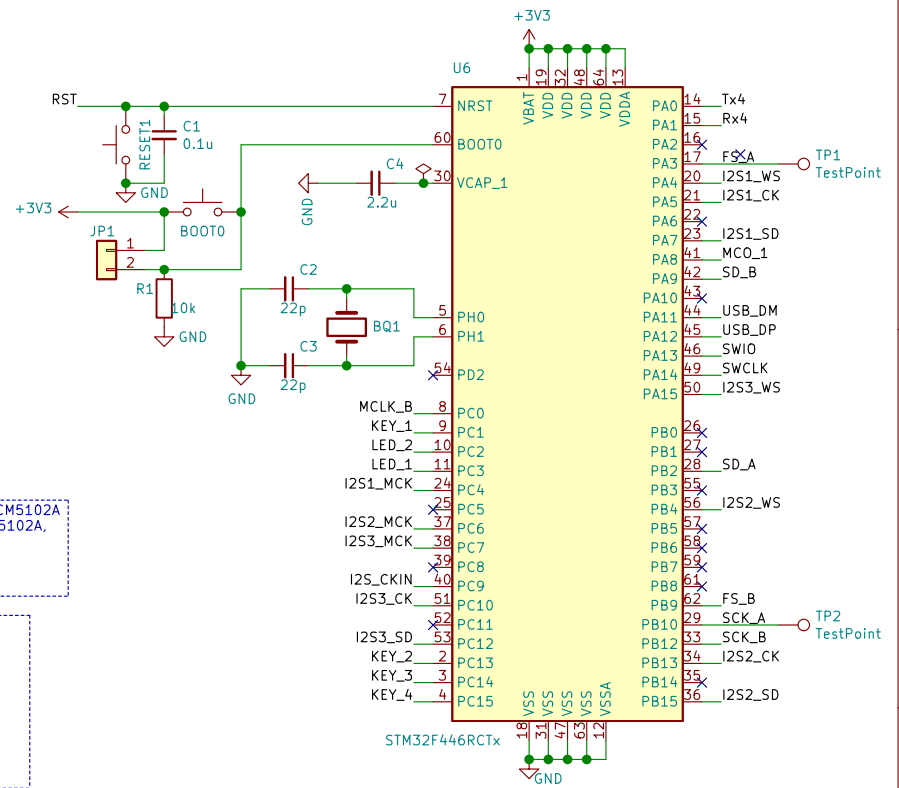 +3V3
U6
1 VBAT
19 VDD
32 VDD
48 VDD
64 VDD
13 VDDA
RST
7 NRST
60 BOOT0
30 VCAP_1
RESET1
C1
0.1u
GND
C4
2.2u
GND
+3V3
BOOT0
JP1
1
2
R1
10k
GND
C2
22p
BQ1
C3
22p
GND
5 PH0
6 PH1
54 PD2
MCLK_B 8 PC0
KEY_1 9 PC1
LED_2 10 PC2
LED_1 11 PC3
I2S1_MCK 24 PC4
25 PC5
I2S2_MCK 37 PC6
I2S3_MCK 38 PC7
39 PC8
I2S_CKIN 40 PC9
I2S3_CK 51 PC10
52 PC11
I2S3_SD 53 PC12
KEY_2 2 PC13
KEY_3 3 PC14
KEY_4 4 PC15
PA0 14 Tx4
PA1 15 Rx4
PA2 16
PA3 17 FS_A
TP1
TestPoint
PA4 20 I2S1_WS
PA5 21 I2S1_CK
PA6 22
PA7 23 I2S1_SD
PA8 41 MCO_1
PA9 42 SD_B
PA10 43
PA11 44 USB_DM
PA12 45 USB_DP
PA13 46 SWIO
PA14 49 SWCLK
PA15 50 I2S3_WS
PB0 26
PB1 27
PB2 28 SD_A
PB3 55
PB4 56 I2S2_WS
PB5 57
PB6 58
PB7 59
PB8 61
PB9 62 FS_B
PB10 29 SCK_A
TP2
TestPoint
PB12 33 SCK_B
PB13 34 I2S2_CK
PB14 35
PB15 36 I2S2_SD
18 VSS
31 VSS
47 VSS
63 VSS
12 VSSA
STM32F446RCTx
GND
CM5102A
5102A,